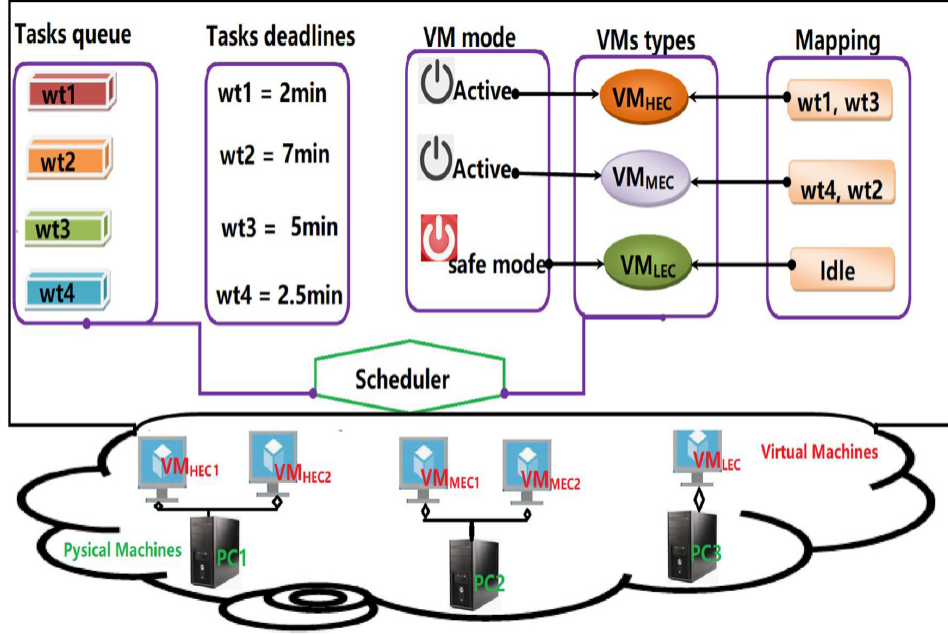 Tasks queue
Tasks deadlines
VM mode
VMs types
Mapping
wt1
wt2
wt3
wt4
wt1 = 2min
wt2 = 7min
wt3 = 5min
wt4 = 2.5min
Active
Active
safe mode
VMHEC
VMMEC
VMLEC
wt1, wt3
wt4, wt2
Idle
Scheduler
VMHEC1
VMHEC2
VMMEC1
VMMEC2
VMLEC
Virtual Machines
Pysical Machines
PC1
PC2
PC3